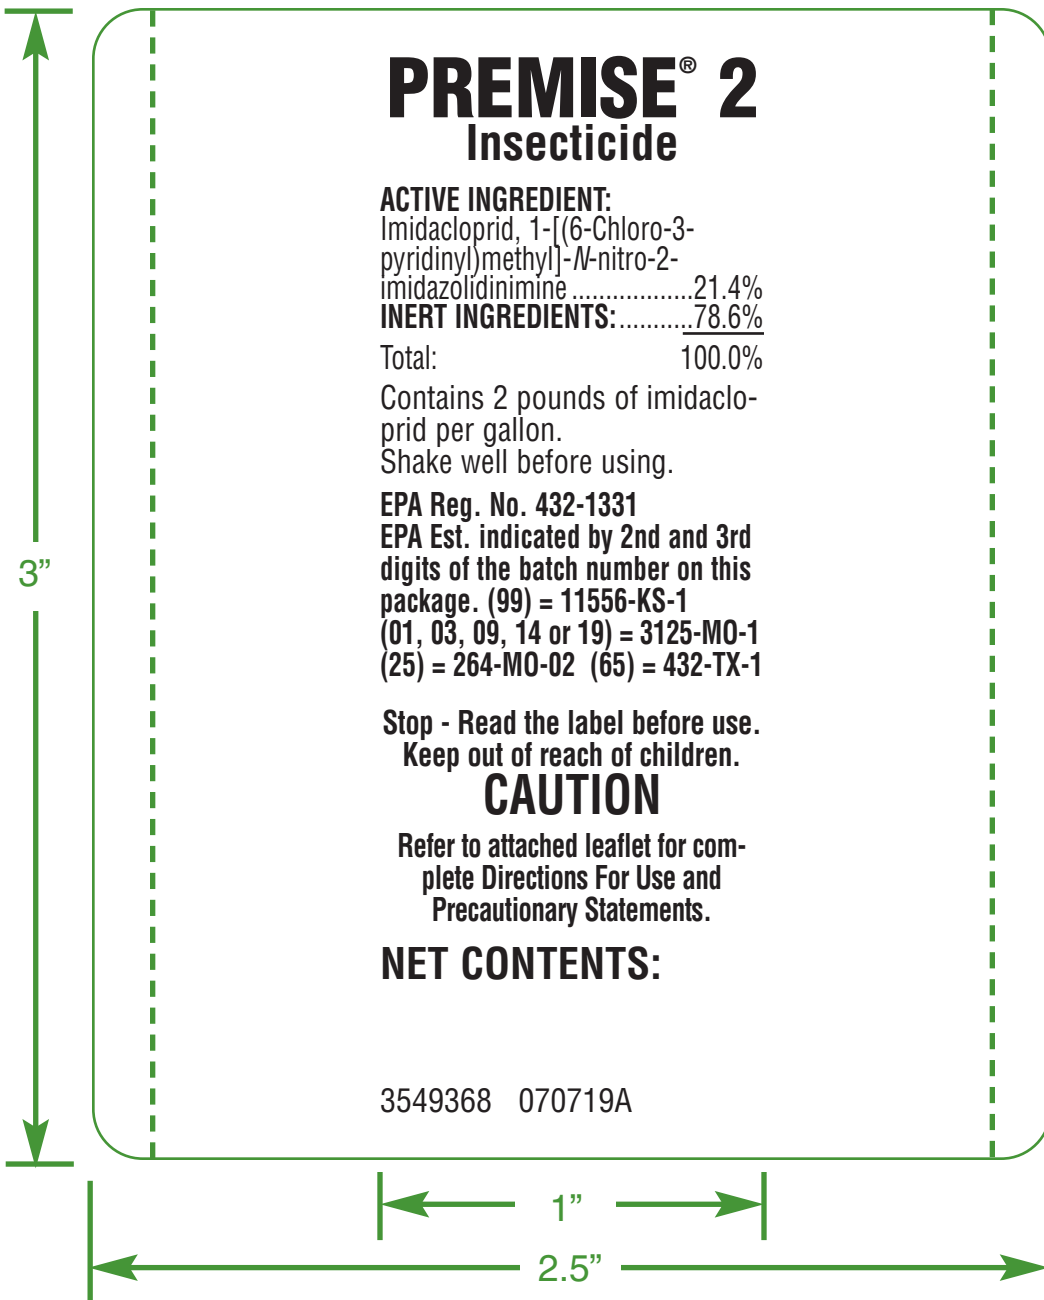 PREMISE® 2
Insecticide
ACTIVE INGREDIENT:
Imidacloprid, 1-[(6-Chloro-3-
pyridinyl)methyl]-N-nitro-2-
imidazolidinimine ..................21.4%
INERT INGREDIENTS:...........78.6%
Total: 100.0%
Contains 2 pounds of imidaclo-
prid per gallon.
Shake well before using.
EPA Reg. No. 432-1331
EPA Est. indicated by 2nd and 3rd
digits of the batch number on this
package. (99) = 11556-KS-1
(01, 03, 09, 14 or 19) = 3125-MO-1
(25) = 264-MO-02 (65) = 432-TX-1
Stop - Read the label before use.
Keep out of reach of children.
CAUTION
Refer to attached leaflet for com-
plete Directions For Use and
Precautionary Statements.
NET CONTENTS:
3549368 070719A
3”
1”
2.5”